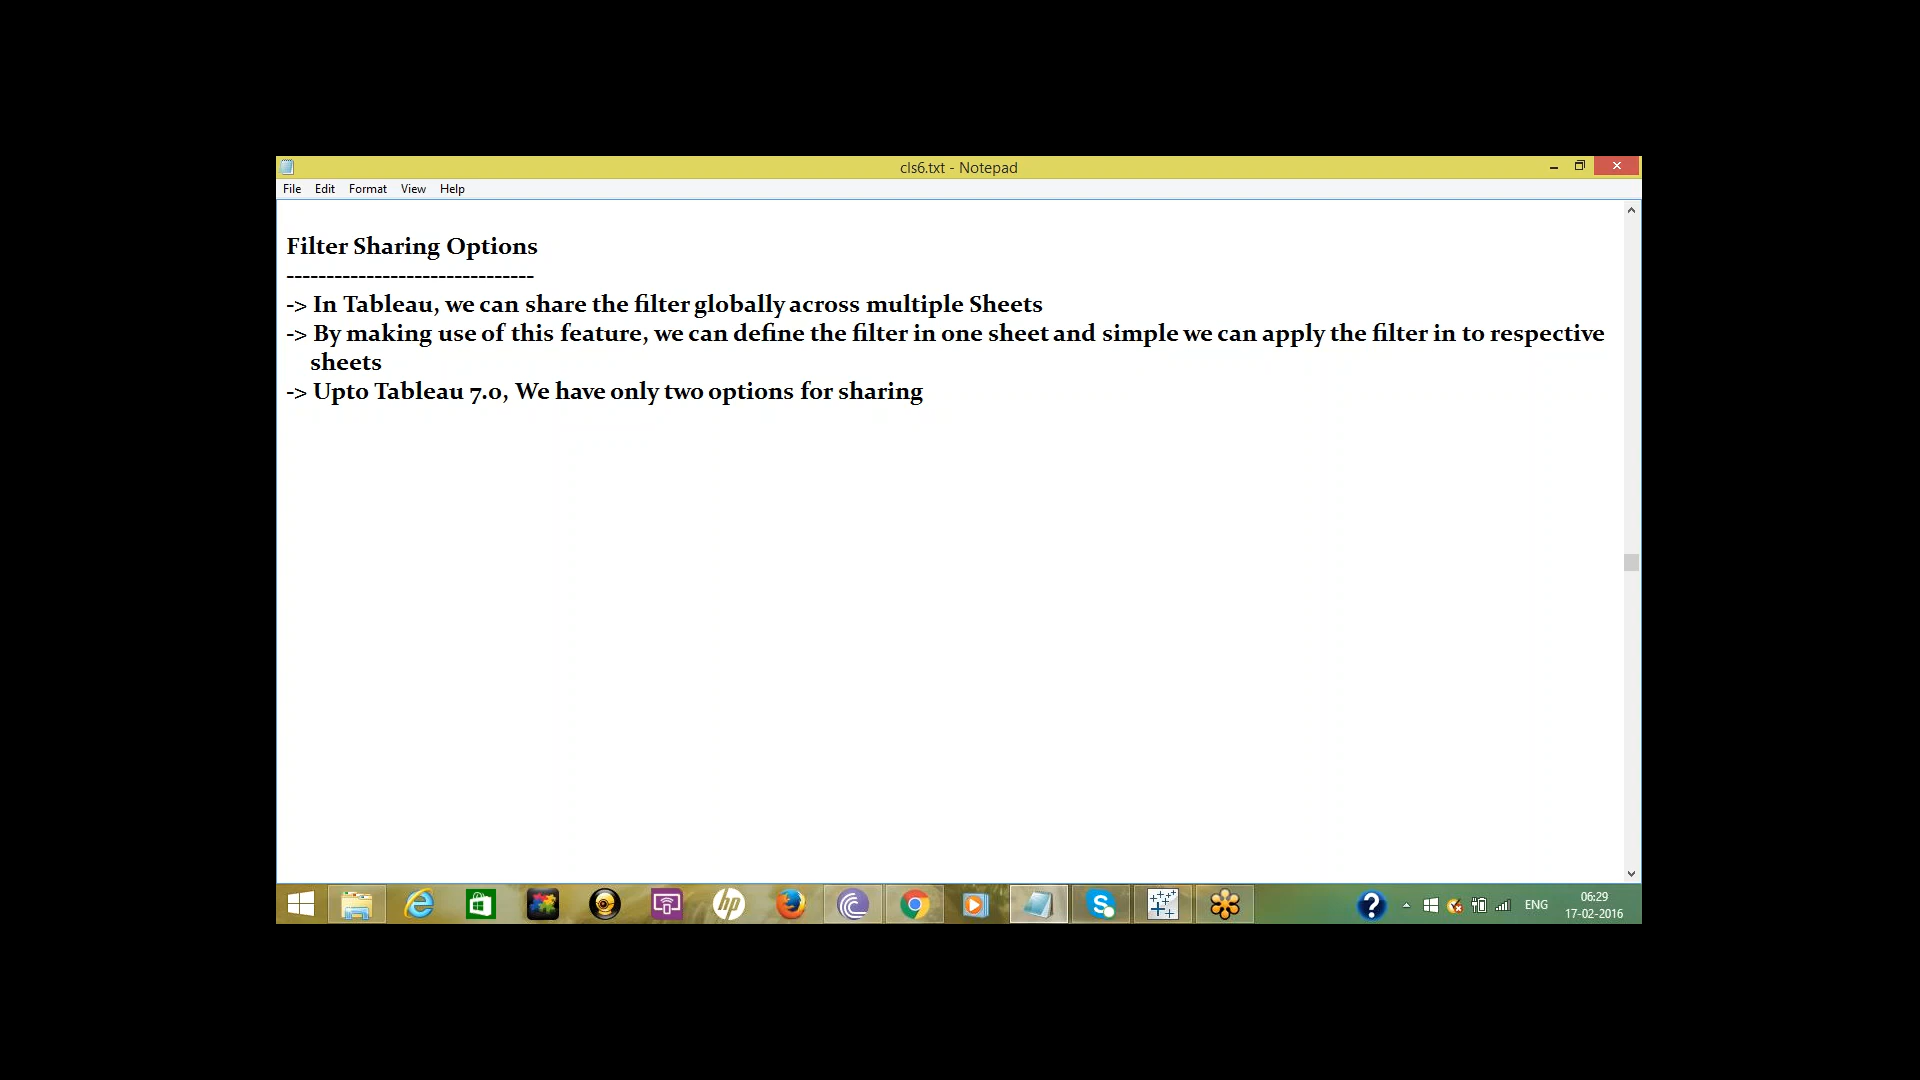 cls6.txt - Notepad
File Edit Format View Help
Filter Sharing Options
-------------------------------
-> In Tableau, we can share the filter globally across multiple Sheets
-> By making use of this feature, we can define the filter in one sheet and simple we can apply the filter in to respective
sheets
-> Upto Tableau 7.0, We have only two options for sharing
hp
ENG
06:29
17-02-2016